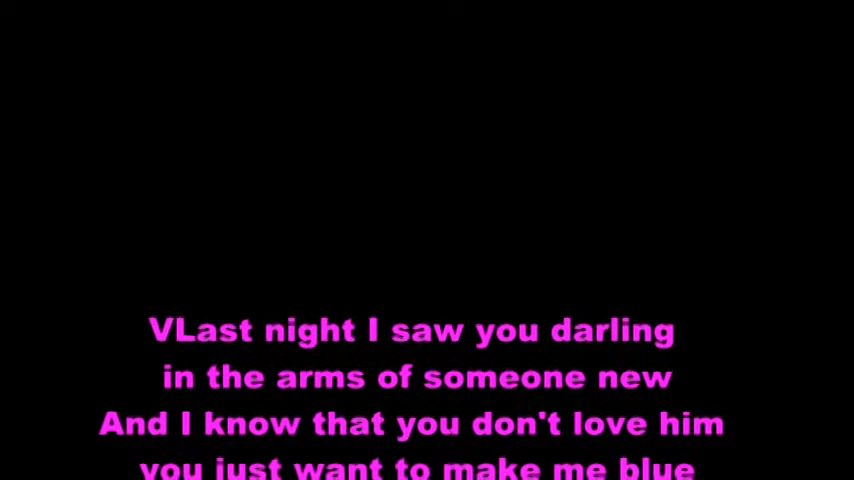 VLast night I saw you darling
in the arms of someone new
And I know that you don't love him
you just want to make me blue